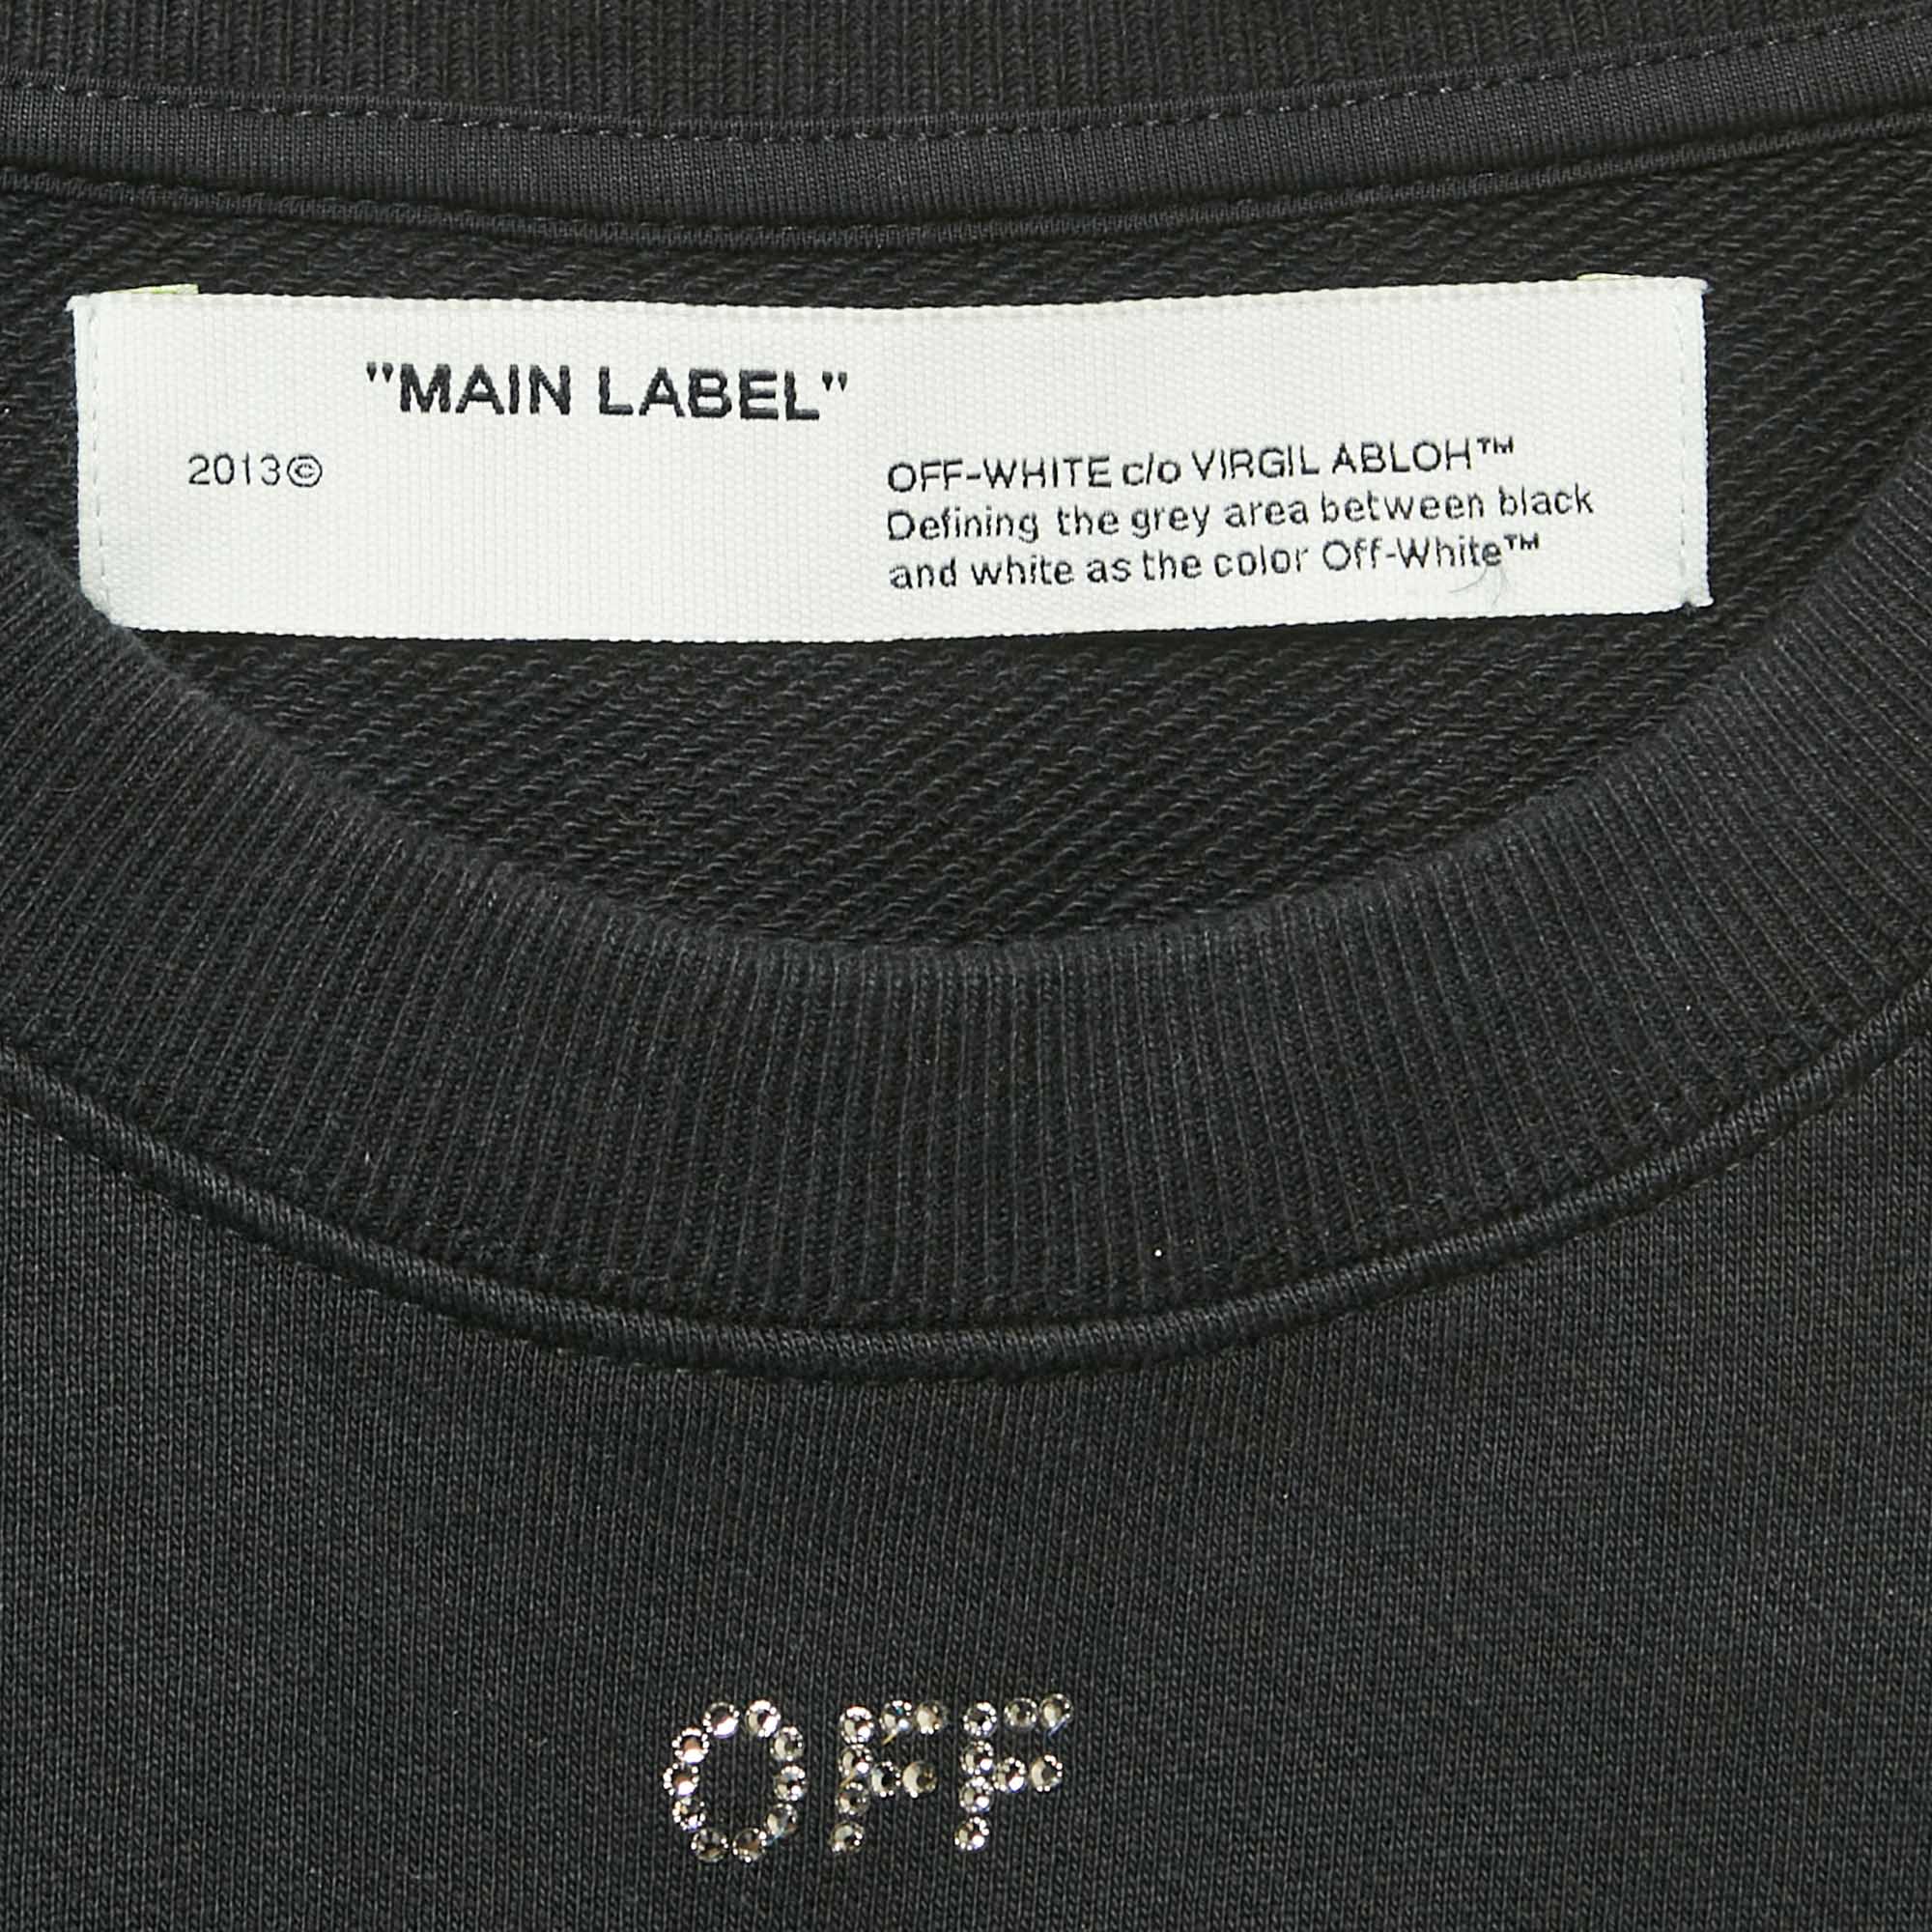 "MAIN LABEL"
2013©
OFF-WHITE c/o VIRGIL ABLOH™
Defining the grey area between black
and white as the color Off-White™
OFF